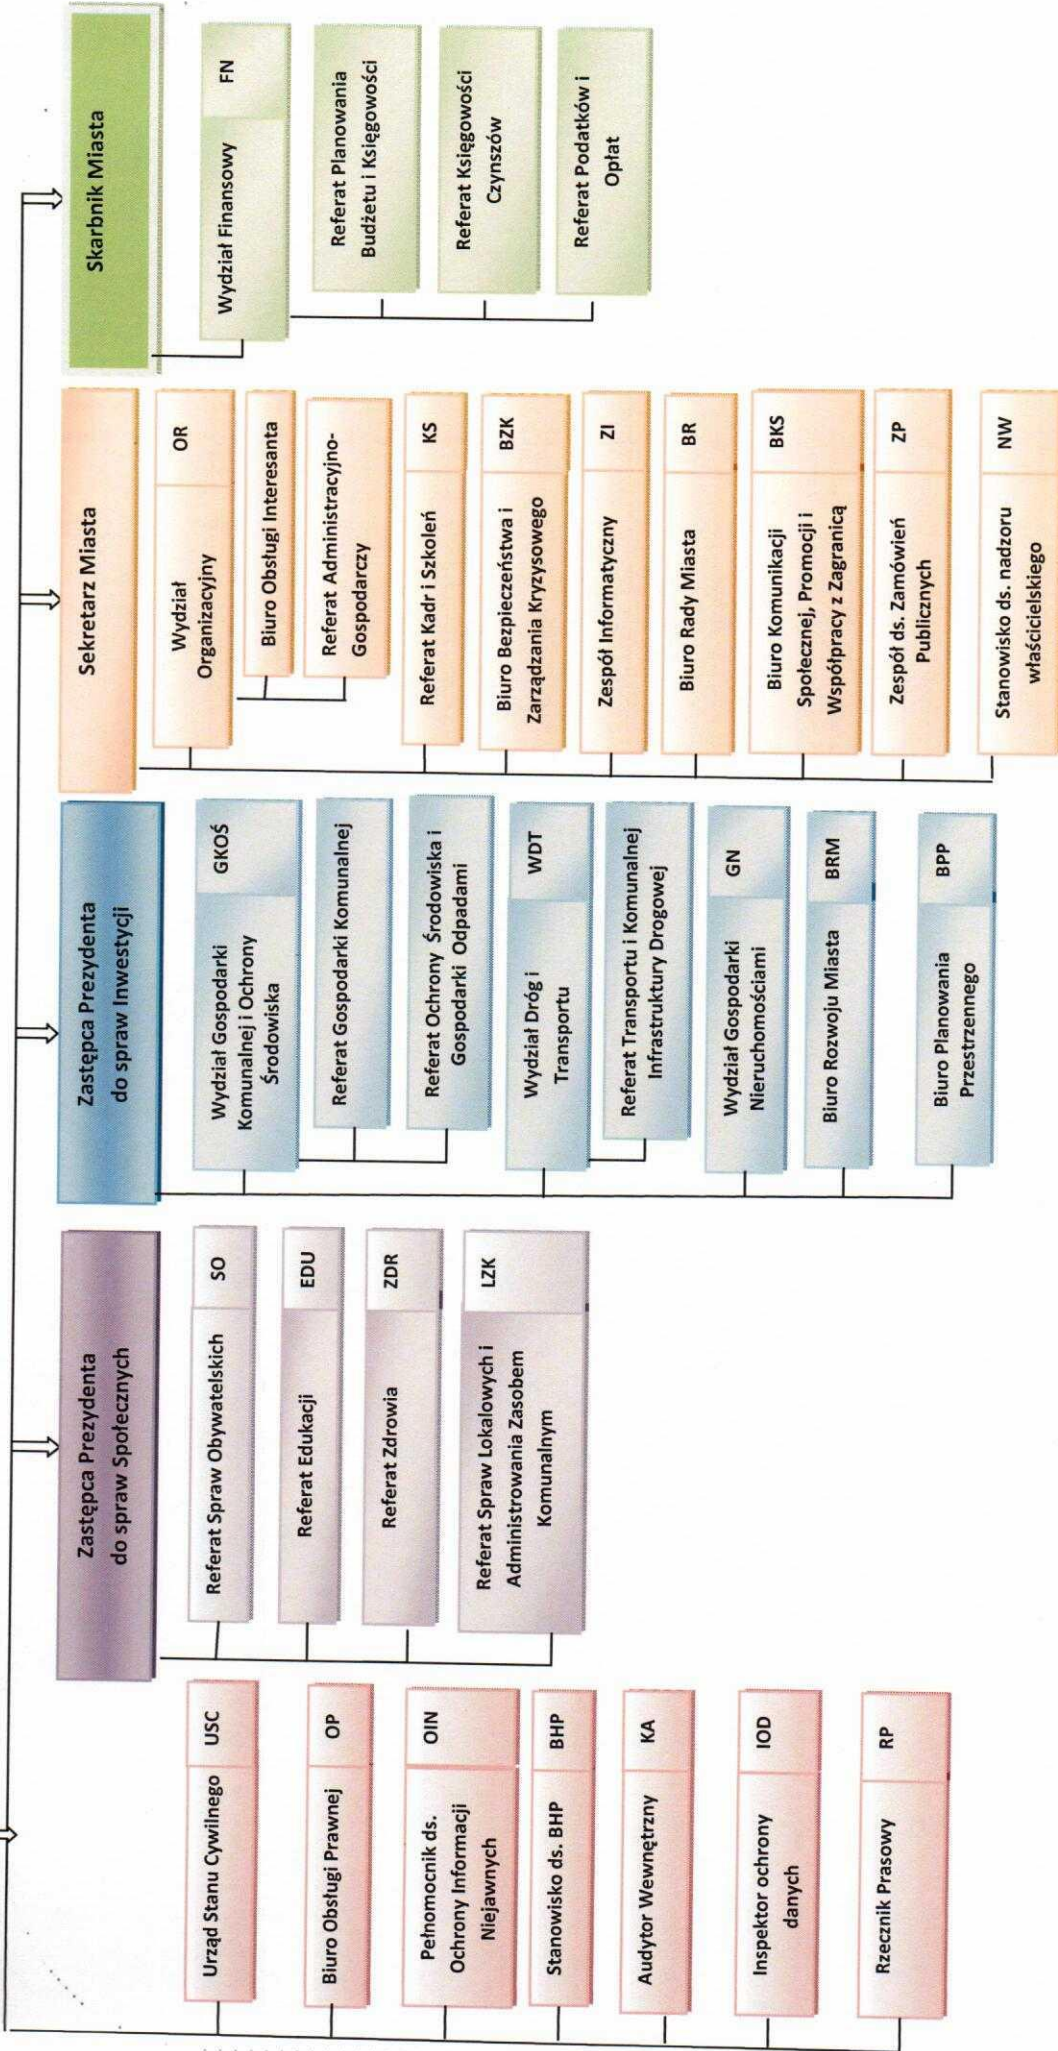 Urząd Stanu Cywilnego
USC
Biuro Obsługi Prawnej
OP
Pełnomocnik ds.
Ochrony Informacji
Niejawnych
OIN
Stanowisko ds. BHP
BHP
Audytor Wewnętrzny
KA
Inspektor ochrony
danych
IOD
Rzecznik Prasowy
RP
Zastępca Prezydenta
do spraw Społecznych
Referat Spraw Obywatelskich
SO
Referat Edukacji
EDU
Referat Zdrowia
ZDR
Referat Spraw Lokalowych i
Administrowania Zasobem
Komunalnym
LZK
Zastępca Prezydenta
do spraw Inwestycji
Wydział Gospodarki
Komunalnej i Ochrony
Środowiska
GKOŚ
Referat Gospodarki Komunalnej
Referat Ochrony Środowiska i
Gospodarki Odpadami
Wydział Dróg i
Transportu
WDT
Referat Transportu i Komunalnej
Infrastruktury Drogowej
Wydział Gospodarki
Nieruchomościami
GN
Biuro Rozwoju Miasta
BRM
Biuro Planowania
Przestrzennego
BPP
Sekretarz Miasta
Wydział
Organizacyjny
OR
Biuro Obsługi Interesanta
Referat Administracyjno-
Gospodarczy
Referat Kadr i Szkoleń
KS
Biuro Bezpieczeństwa i
Zarządzania Kryzysowego
BZK
Zespół Informatyczny
ZI
Biuro Rady Miasta
BR
Biuro Komunikacji
Społecznej, Promocji i
Współpracy z Zagranicą
BKS
Zespół ds. Zamówień
Publicznych
ZP
Stanowisko ds. nadzoru
właścicielskiego
NW
Skarbnik Miasta
Wydział Finansowy
FN
Referat Planowania
Budżetu i Księgowości
Referat Księgowości
Czynszów
Referat Podatków i
Opłat